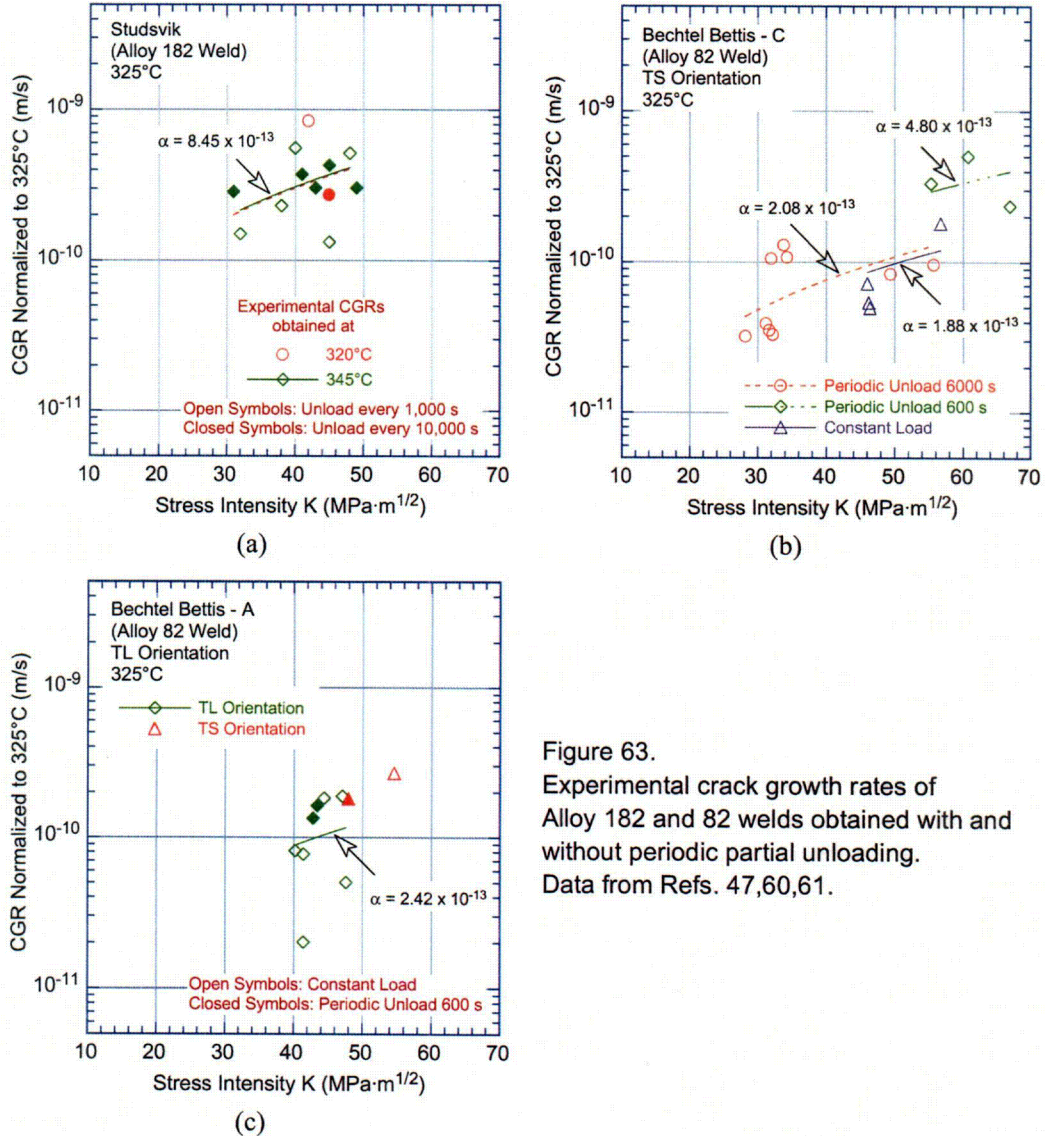 Studsvik
(Alloy 182 Weld)
325°C
CGR Normalized to 325°C (m/s)
10-9
10-10
10-11
α = 8.45 x 10-13
Experimental CGRs
obtained at
320°C
345°C
Open Symbols: Unload every 1,000 s
Closed Symbols: Unload every 10,000 s
10 20 30 40 50 60 70
Stress Intensity K (MPa·m1/2)
(a)
Bechtel Bettis - C
(Alloy 82 Weld)
TS Orientation
325°C
CGR Normalized to 325°C (m/s)
10-9
10-10
10-11
α = 4.80 x 10-13
α = 2.08 x 10-13
α = 1.88 x 10-13
Periodic Unload 6000 s
Periodic Unload 600 s
Constant Load
10 20 30 40 50 60 70
Stress Intensity K (MPa·m1/2)
(b)
Bechtel Bettis - A
(Alloy 82 Weld)
TL Orientation
325°C
CGR Normalized to 325°C (m/s)
10-9
10-10
10-11
TL Orientation
TS Orientation
α = 2.42 x 10-13
Open Symbols: Constant Load
Closed Symbols: Periodic Unload 600 s
10 20 30 40 50 60 70
Stress Intensity K (MPa·m1/2)
(c)
Figure 63.
Experimental crack growth rates of
Alloy 182 and 82 welds obtained with and
without periodic partial unloading.
Data from Refs. 47,60,61.